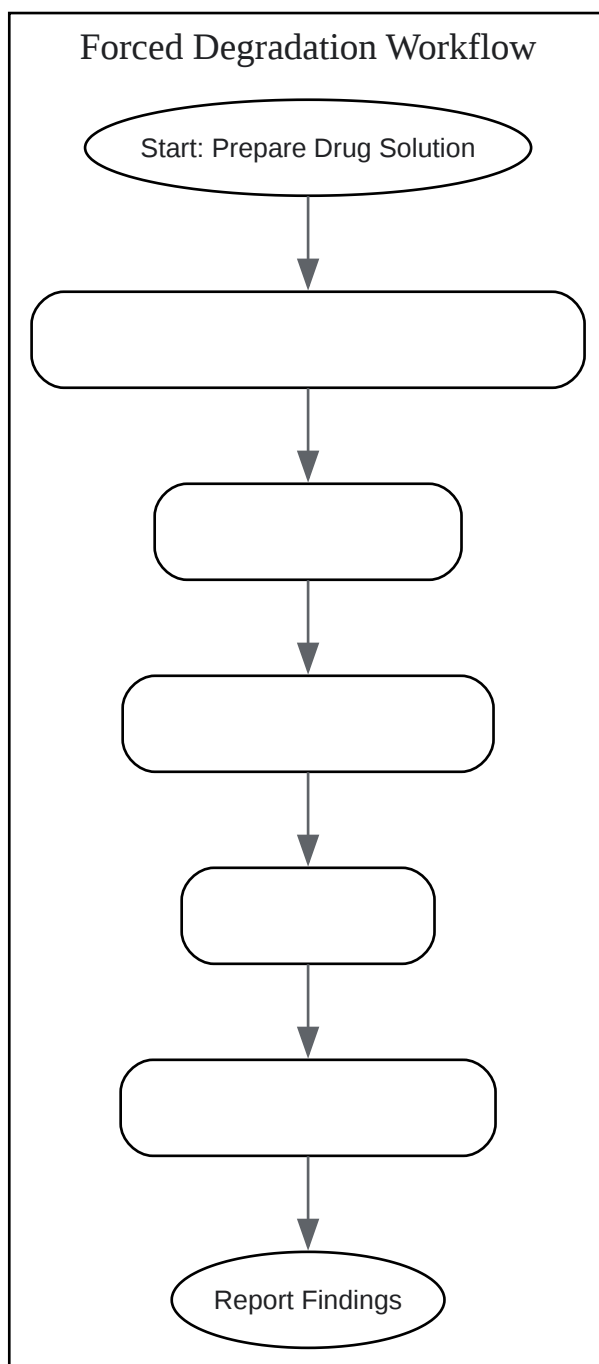 Forced Degradation Workflow
Start: Prepare Drug Solution
Report Findings